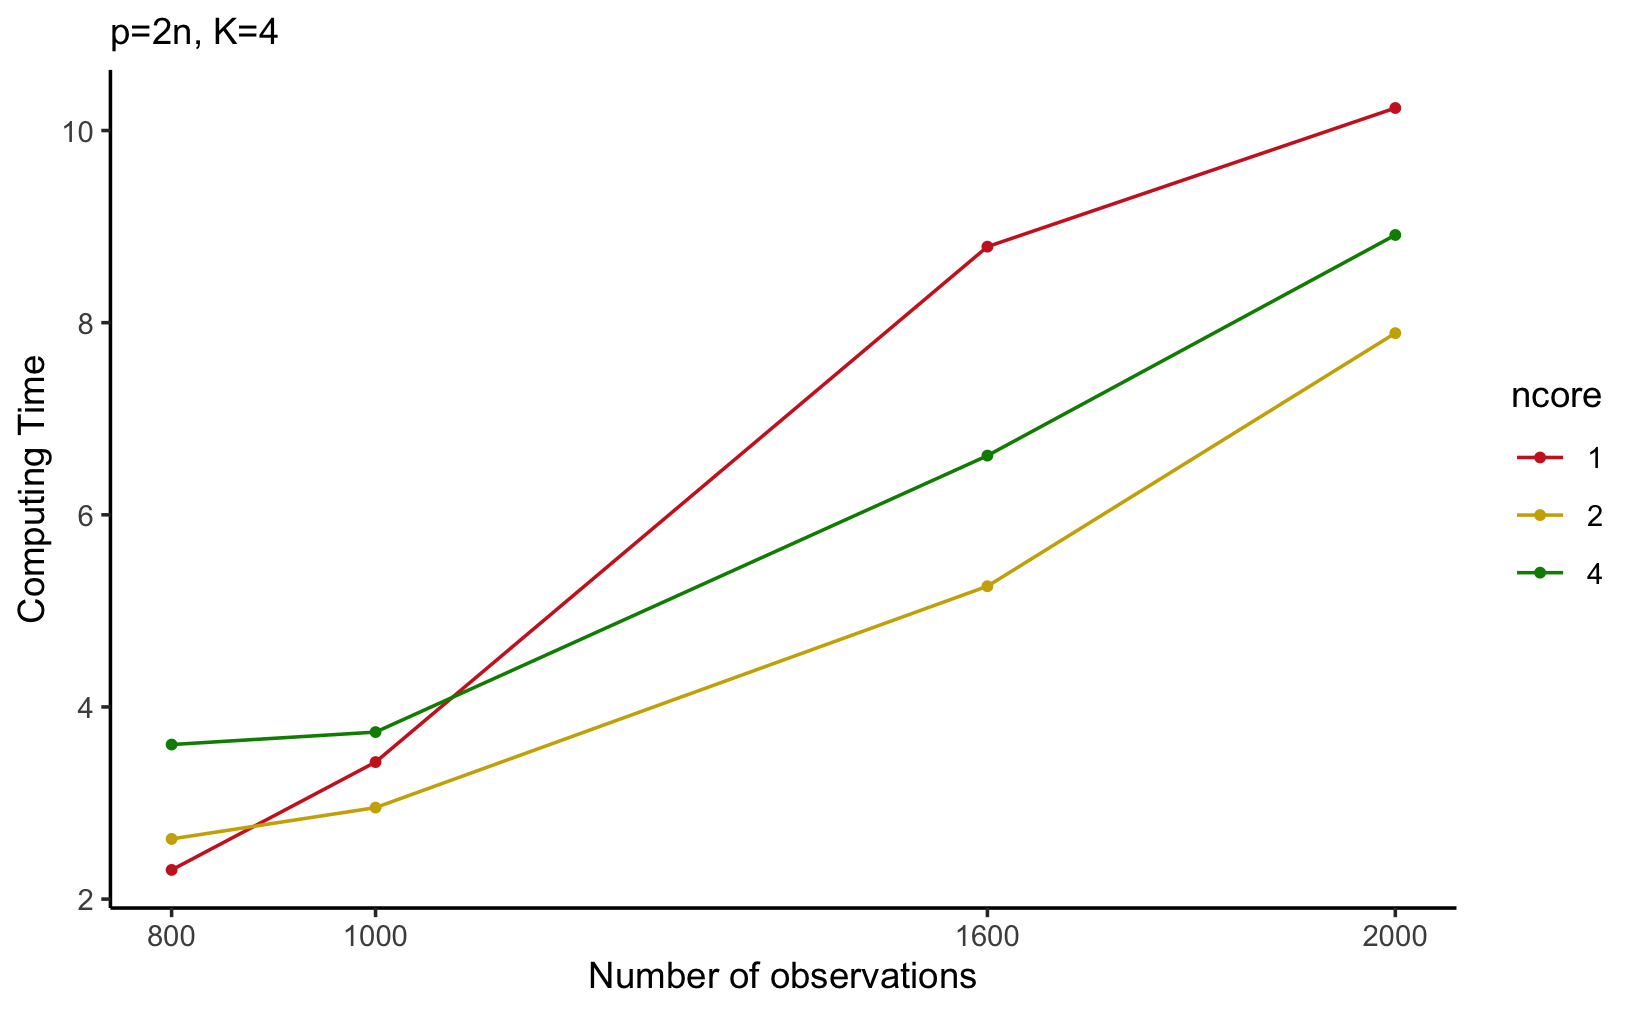 p=2n, K=4
10
8
6
4
2
Computing Time
800 1000 1600 2000
Number of observations
ncore
1
2
4